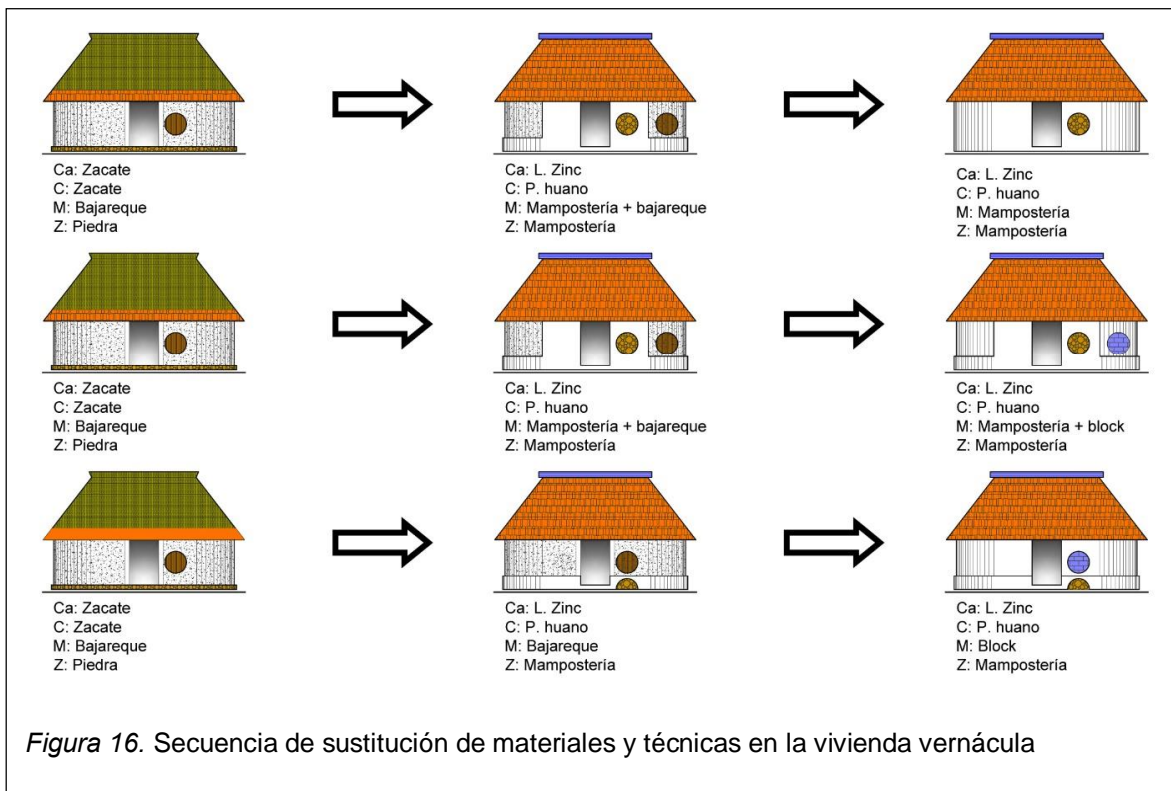 Ca: Zacate
C: Zacate
M: Bajareque
Z: Piedra
Ca: L. Zinc
C: P. huano
M: Mampostería + bajareque
Z: Mampostería
Ca: L. Zinc
C: P. huano
M: Mampostería
Z: Mampostería
Ca: Zacate
C: Zacate
M: Bajareque
Z: Piedra
Ca: L. Zinc
C: P. huano
M: Mampostería + bajareque
Z: Mampostería
Ca: L. Zinc
C: P. huano
M: Mampostería + block
Z: Mampostería
Ca: Zacate
C: Zacate
M: Bajareque
Z: Piedra
Ca: L. Zinc
C: P. huano
M: Bajareque
Z: Mampostería
Ca: L. Zinc
C: P. huano
M: Block
Z: Mampostería
Figura 16. Secuencia de sustitución de materiales y técnicas en la vivienda vernácula